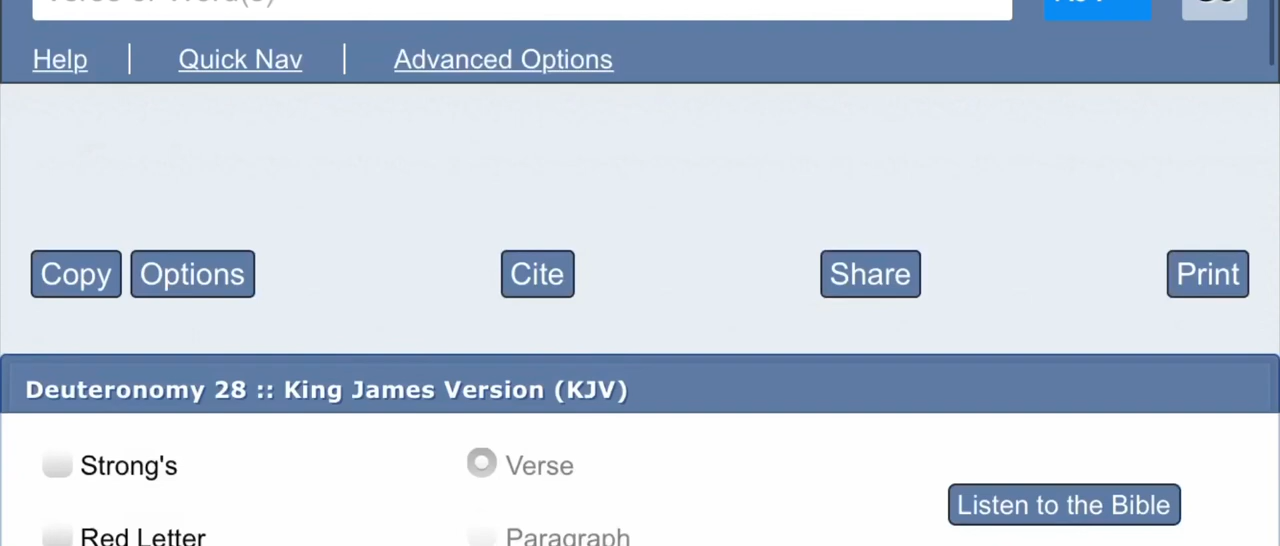 Help | Quick Nav | Advanced Options
Copy Options Cite Share Print
Deuteronomy 28 :: King James Version (KJV)
Strong's Verse
Listen to the Bible
Red Letter Paragraph